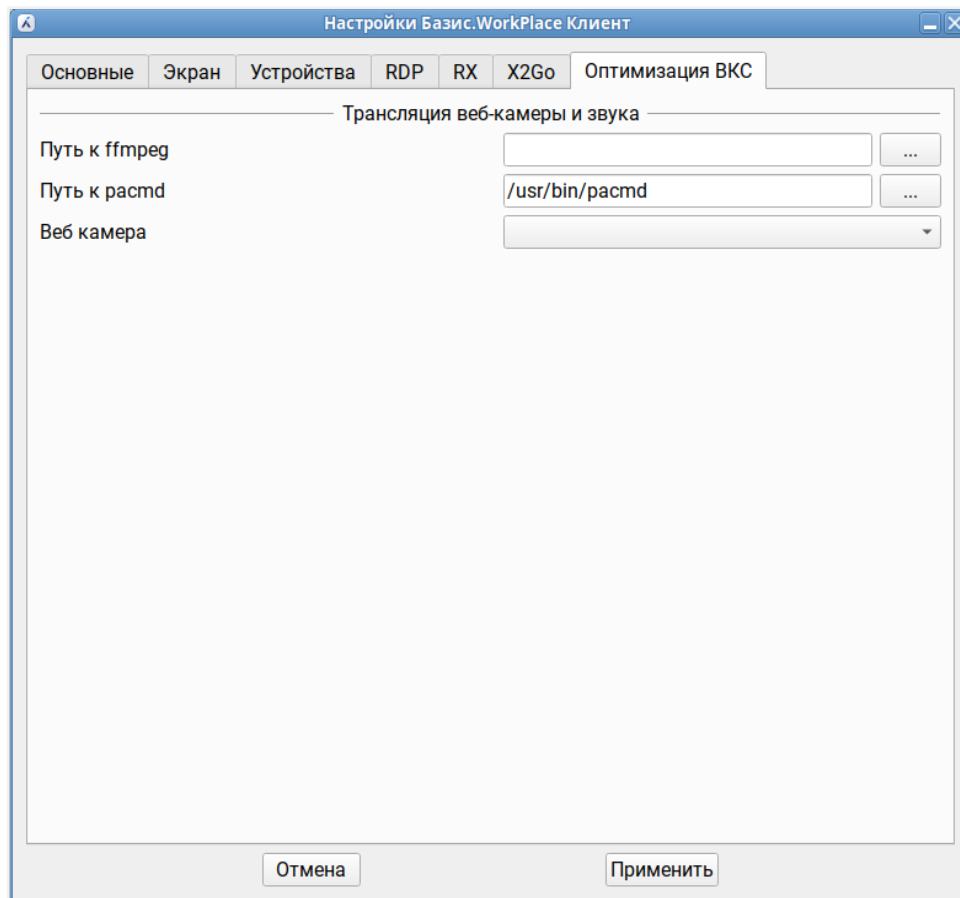 Настройки Базис.WorkPlace Клиент
Основные Экран Устройства RDP RX X2Go Оптимизация ВКС
Трансляция веб-камеры и звука
Путь к ffmpeg ...
Путь к pacmd /usr/bin/pacmd ...
Веб камера
Отмена Применить